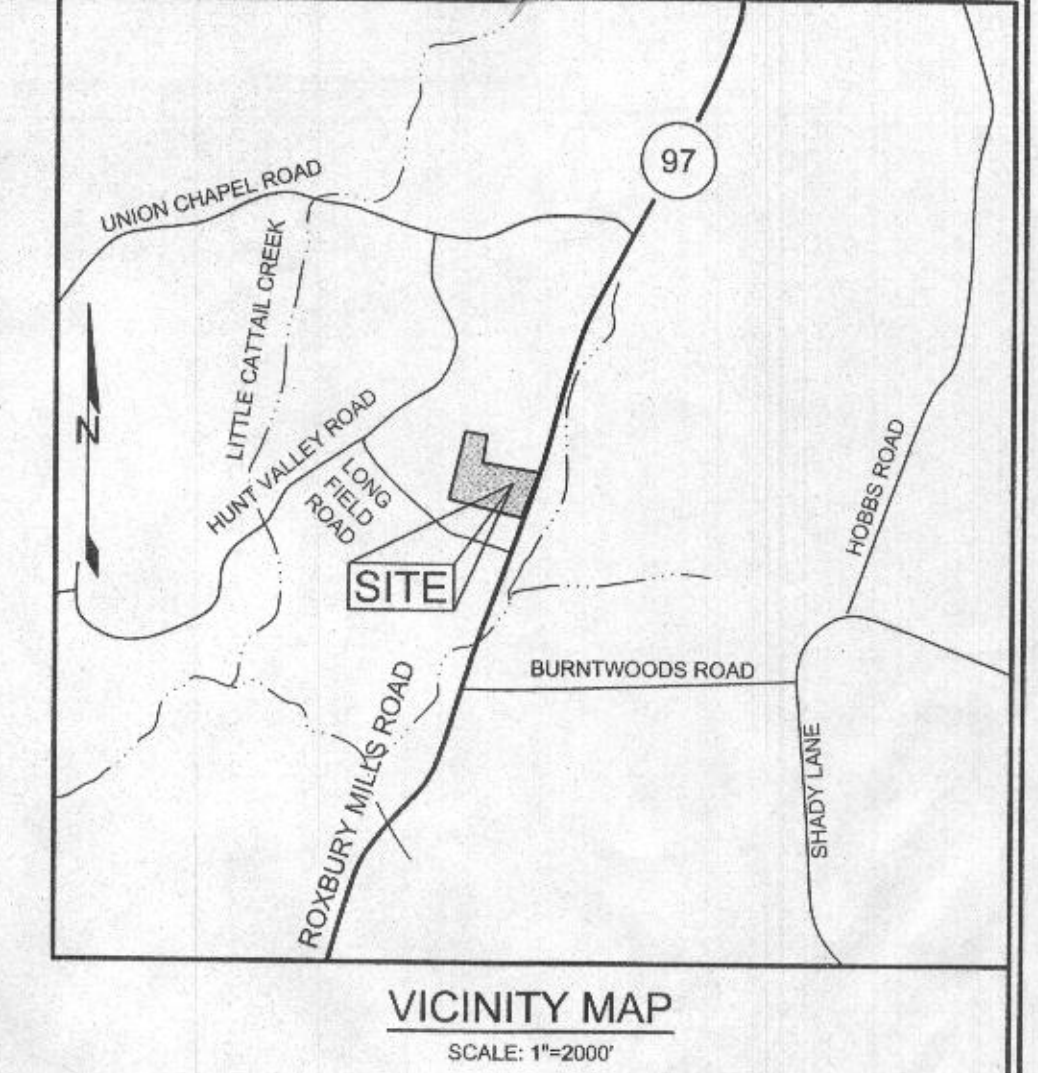 97
UNION CHAPEL ROAD
LITTLE CATTAIL CREEK
N
HUNT VALLEY ROAD
LONG
FIELD
ROAD
HOBBS ROAD
SITE
BURNTWOODS ROAD
ROXBURY MILLS ROAD
SHADY LANE
VICINITY MAP
SCALE: 1"=2000'